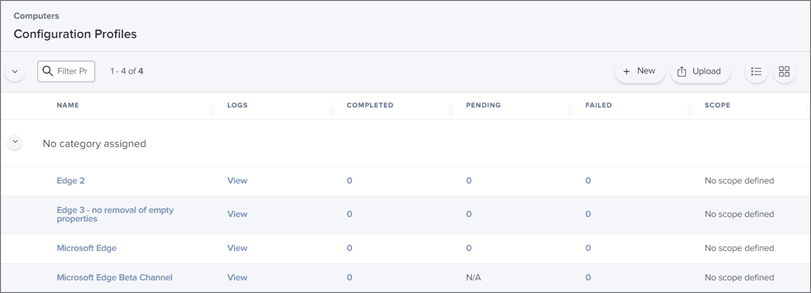 Computers
Configuration Profiles
Filter Pr
1 - 4 of 4
+ New
Upload
NAME LOGS COMPLETED PENDING FAILED SCOPE
No category assigned
Edge 2 View 0 0 0 No scope defined
Edge 3 - no removal of empty
properties View 0 0 0 No scope defined
Microsoft Edge View 0 0 0 No scope defined
Microsoft Edge Beta Channel View 0 N/A 0 No scope defined